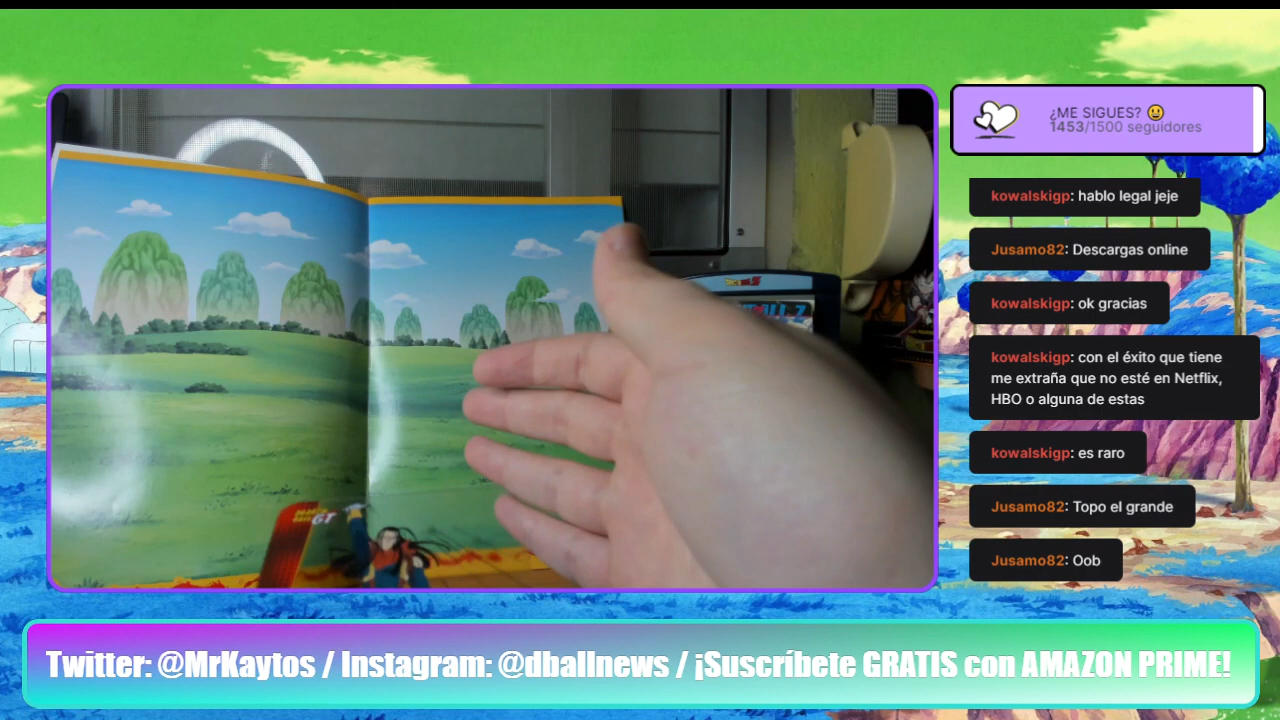 ¿ME SIGUES? 😃
1453/1500 seguidores
kowalskigp: hablo legal jeje
Jusamo82: Descargas online
kowalskigp: ok gracias
kowalskigp: con el éxito que tiene
me extraña que no esté en Netflix,
HBO o alguna de estas
kowalskigp: es raro
Jusamo82: Topo el grande
Jusamo82: Oob
GT
Twitter: @MrKaytos / Instagram: @dballnews / ¡Suscríbete GRATIS con AMAZON PRIME!